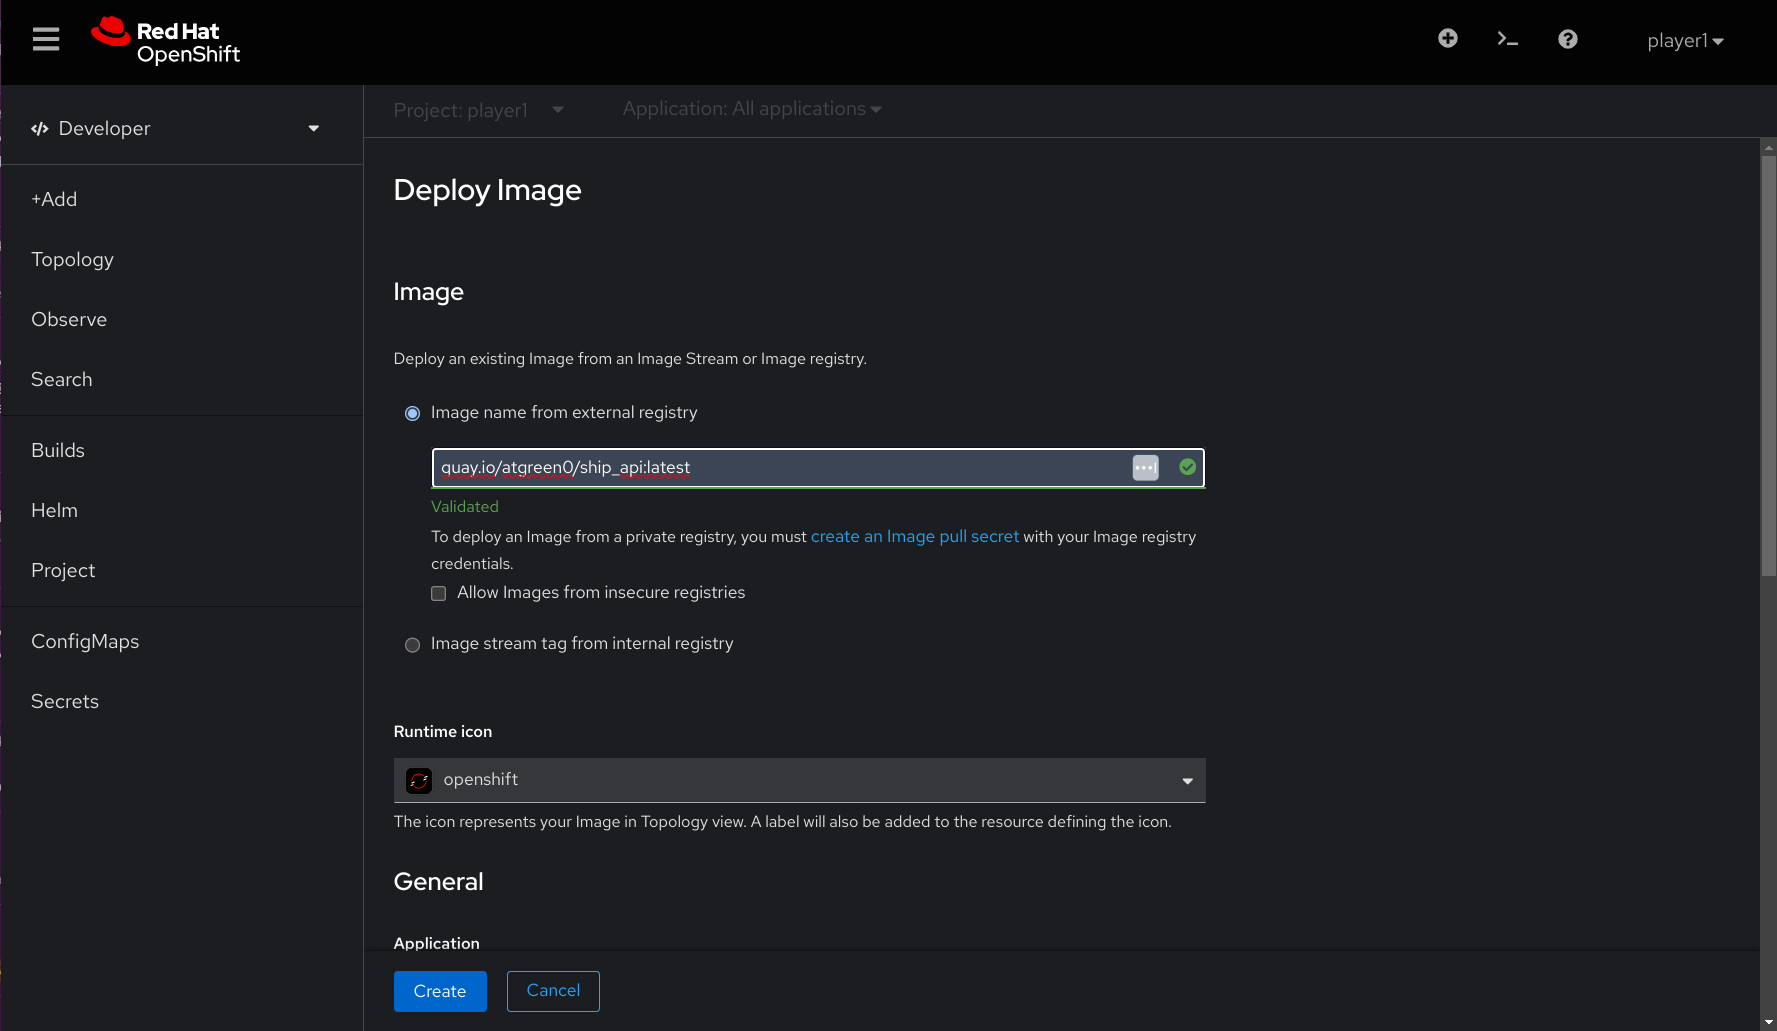 Red Hat
OpenShift
player1
Developer
+Add
Topology
Observe
Search
Builds
Helm
Project
ConfigMaps
Secrets
Project: player1
Application: All applications
Deploy Image
Image
Deploy an existing Image from an Image Stream or Image registry.
Image name from external registry
quay.io/atgreen0/ship_api:latest
Validated
To deploy an Image from a private registry, you must create an Image pull secret with your Image registry
credentials.
Allow Images from insecure registries
Image stream tag from internal registry
Runtime icon
openshift
The icon represents your Image in Topology view. A label will also be added to the resource defining the icon.
General
Application
Create
Cancel